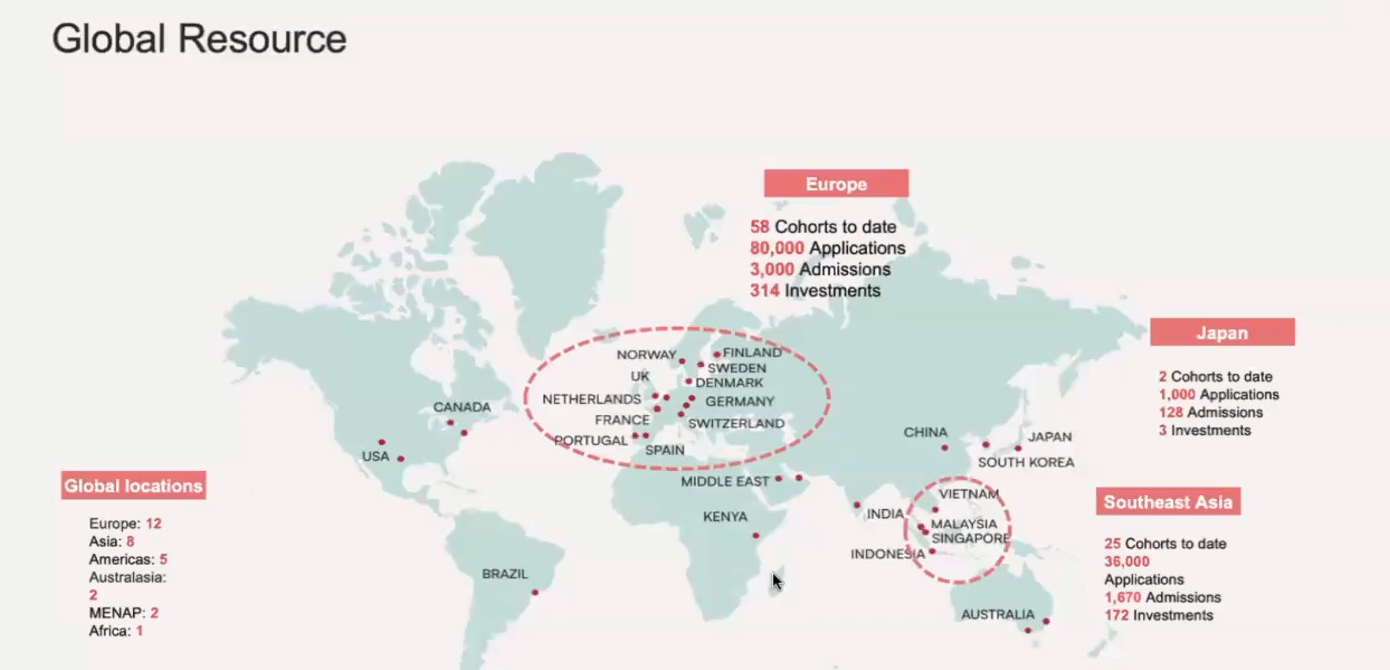 Global Resource
Europe
58 Cohorts to date
80,000 Applications
3,000 Admissions
314 Investments
Japan
2 Cohorts to date
1,000 Applications
128 Admissions
3 Investments
NORWAY
FINLAND
SWEDEN
UK
DENMARK
NETHERLANDS
GERMANY
FRANCE
SWITZERLAND
PORTUGAL
SPAIN
CANADA
USA
CHINA
JAPAN
SOUTH KOREA
MIDDLE EAST
VIETNAM
INDIA
MALAYSIA
SINGAPORE
KENYA
INDONESIA
BRAZIL
AUSTRALIA
Global locations
Europe: 12
Asia: 8
Americas: 5
Australasia:
2
MENAP: 2
Africa: 1
Southeast Asia
25 Cohorts to date
36,000
Applications
1,670 Admissions
172 Investments